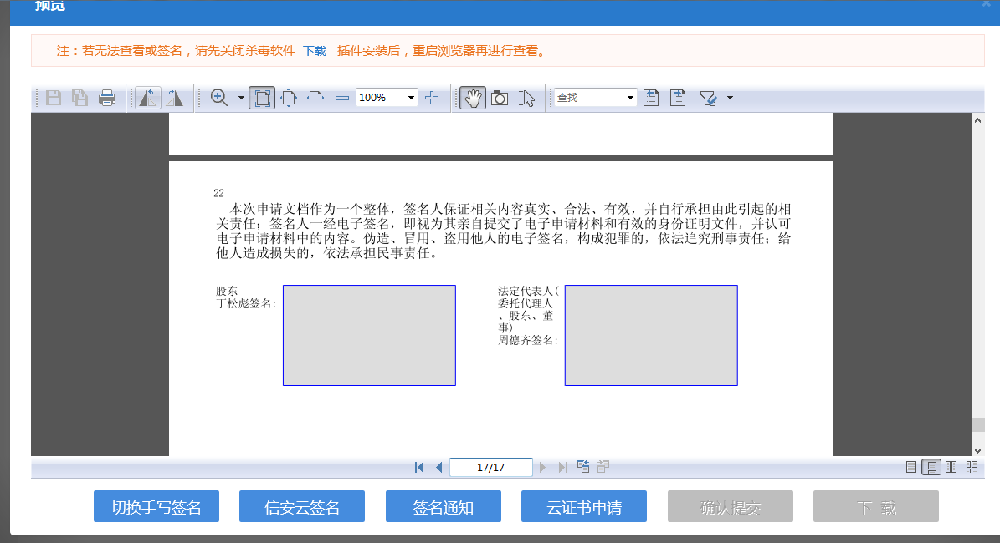 预览
注：若无法查看或签名，请先关闭杀毒软件 下载 插件安装后，重启浏览器再进行查看。
100%
查找
22
本次申请文档作为一个整体，签名人保证相关内容真实、合法、有效，并自行承担由此引起的相
关责任；签名人一经电子签名，即视为其亲自提交了电子申请材料和有效的身份证明文件，并认可
电子申请材料中的内容。伪造、冒用、盗用他人的电子签名，构成犯罪的，依法追究刑事责任；给
他人造成损失的，依法承担民事责任。
股东
丁松彪签名:
法定代表人(
委托代理人
、股东、董
事)
周德齐签名:
17/17
切换手写签名
信安云签名
签名通知
云证书申请
确认提交
下 载